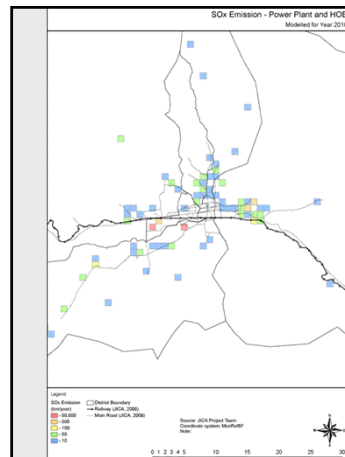 SOx Emission - Power Plant and HOB
Modelled for Year 2010
Legend
SOx Emission
(ton/year)
- 50,000
- 500
- 100
- 50
- 10
District Boundary
Railway (JICA, 2008)
Main Road (JICA, 2008)
Source: JICA Project Team
Coordinate system: MonRef97
Note:
0 1 2 3 4 5 10 15 20 25 30